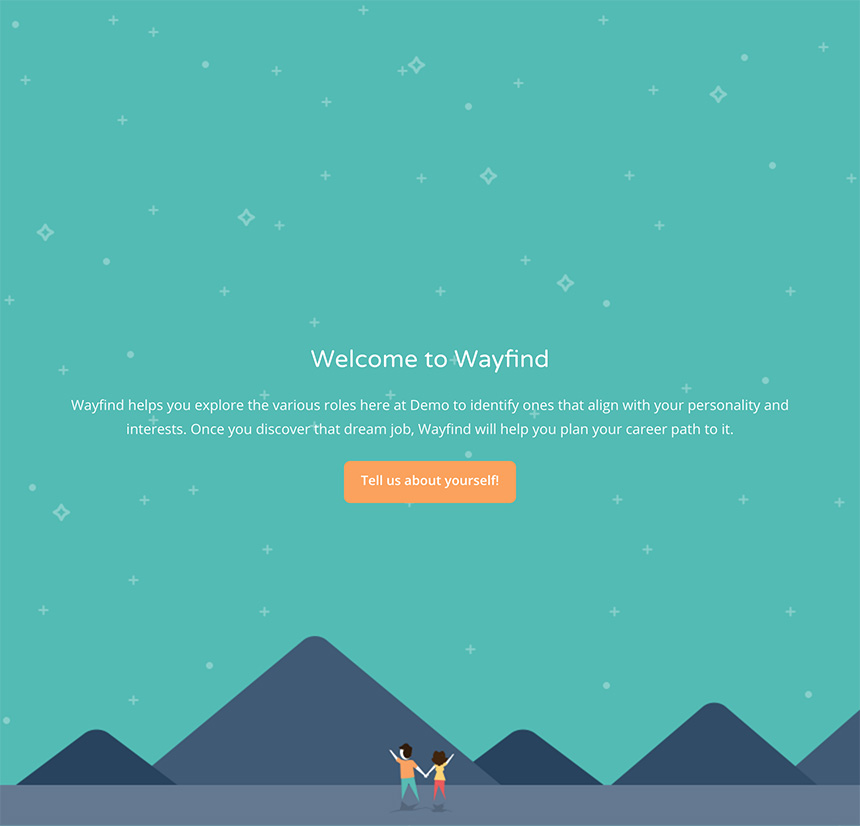 Welcome to Wayfind
Wayfind helps you explore the various roles here at Demo to identify ones that align with your personality and
interests. Once you discover that dream job, Wayfind will help you plan your career path to it.
Tell us about yourself!